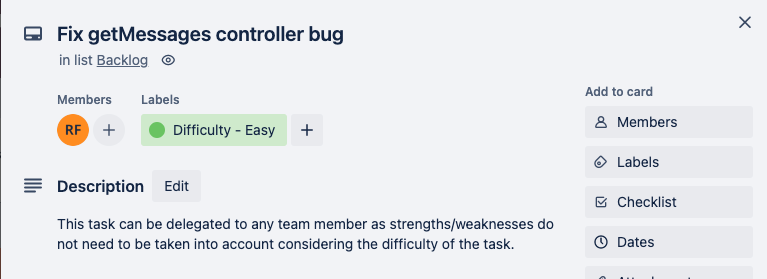 Fix getMessages controller bug
in list Backlog
Members
Labels
RF
Difficulty - Easy
Description
Edit
This task can be delegated to any team member as strengths/weaknesses do
not need to be taken into account considering the difficulty of the task.
Add to card
Members
Labels
Checklist
Dates